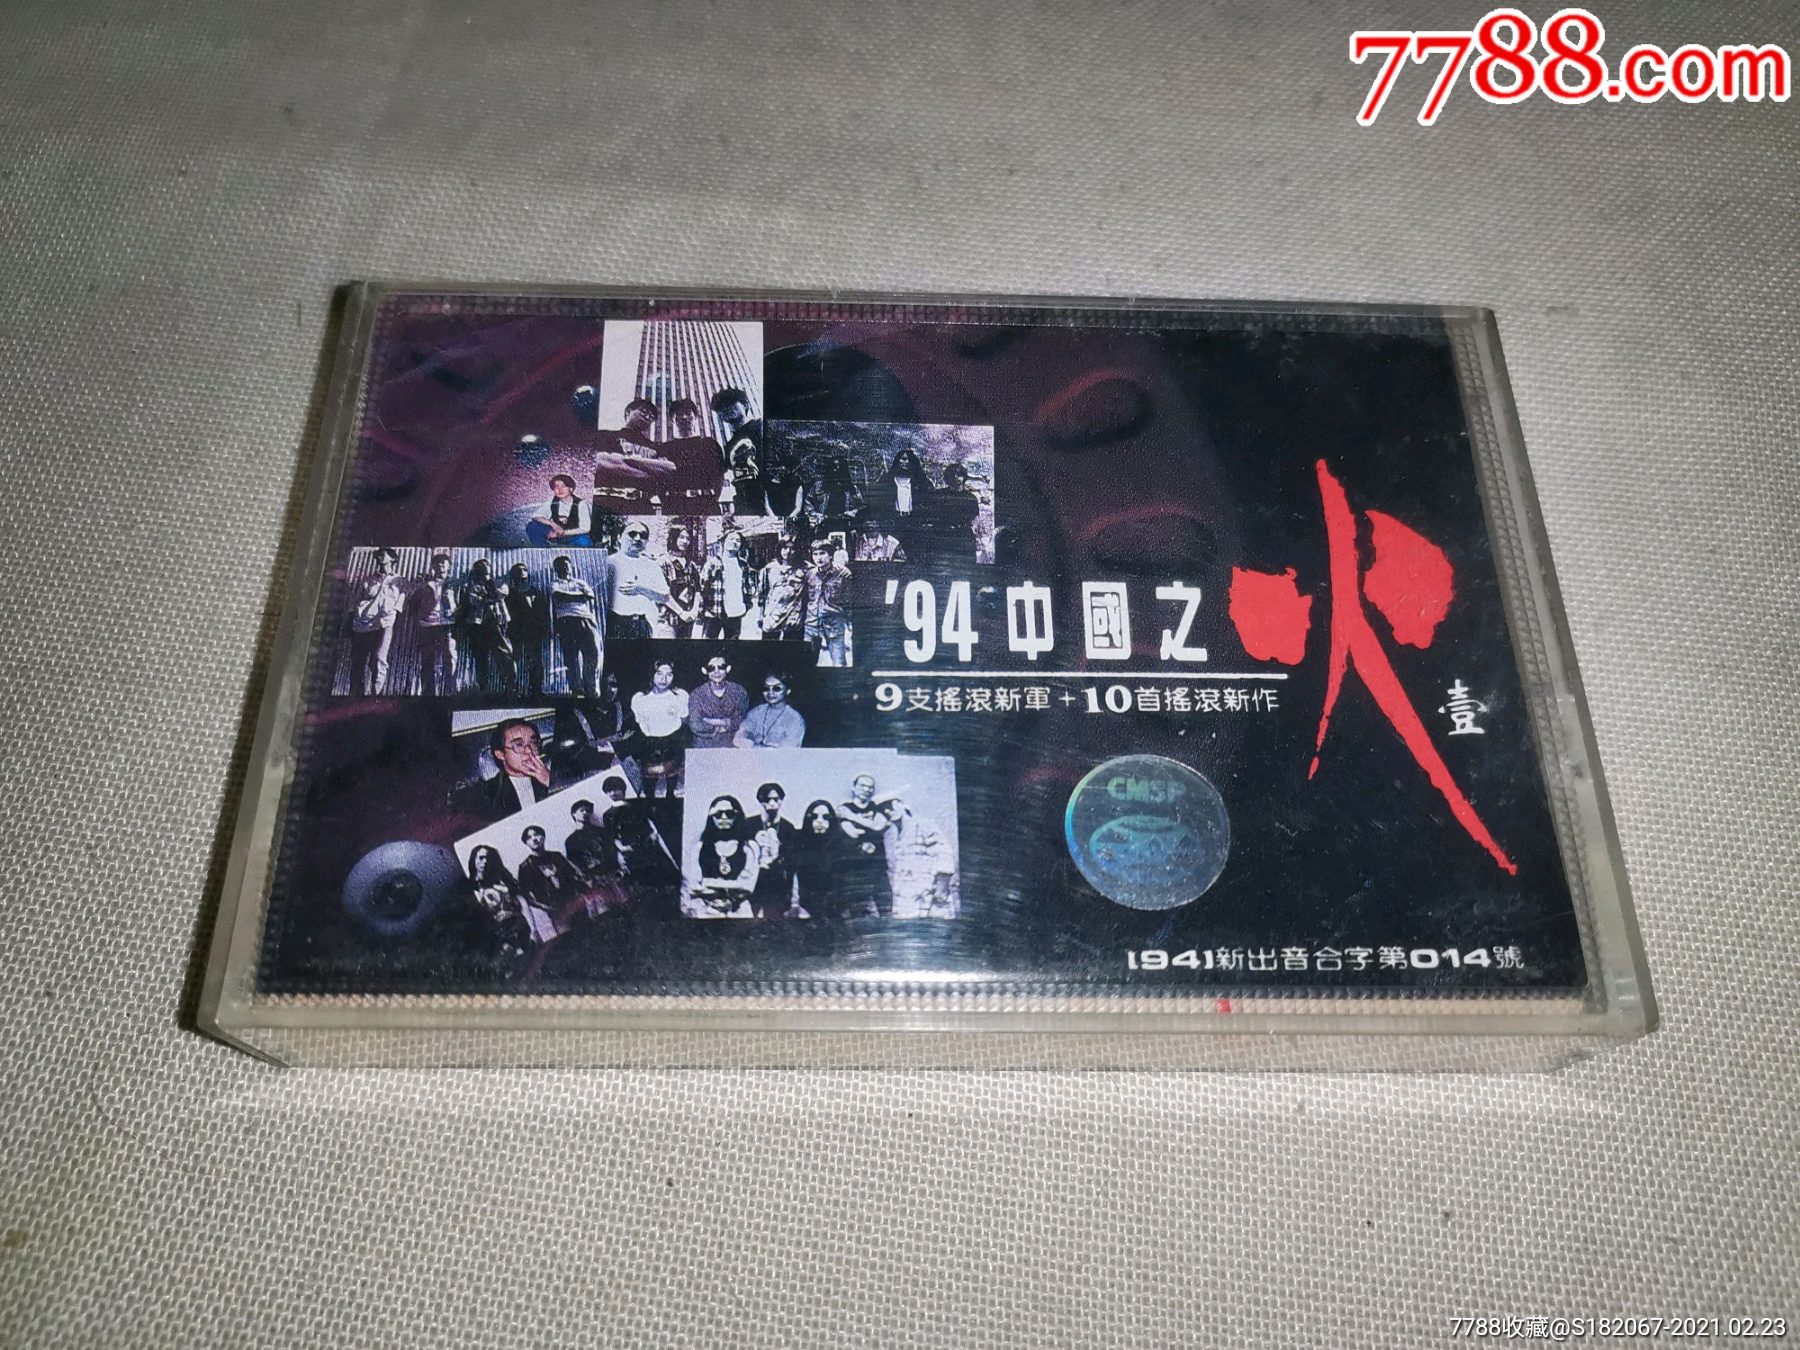 7788.com
'94中國之火
壹
9支搖滾新軍+10首搖滾新作
CMSP
[94]新出音合字第014號
7788收藏@S182067-2021.02.23